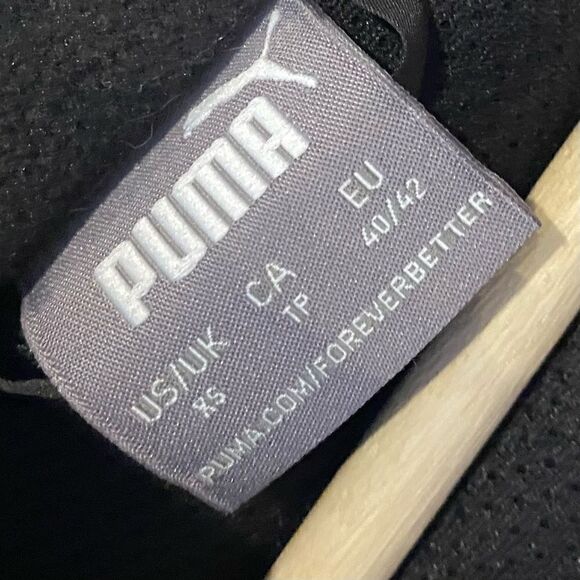 PUMA
US/UK CA EU
XS TP 40/42
PUMA.COM/FOREVERBETTER